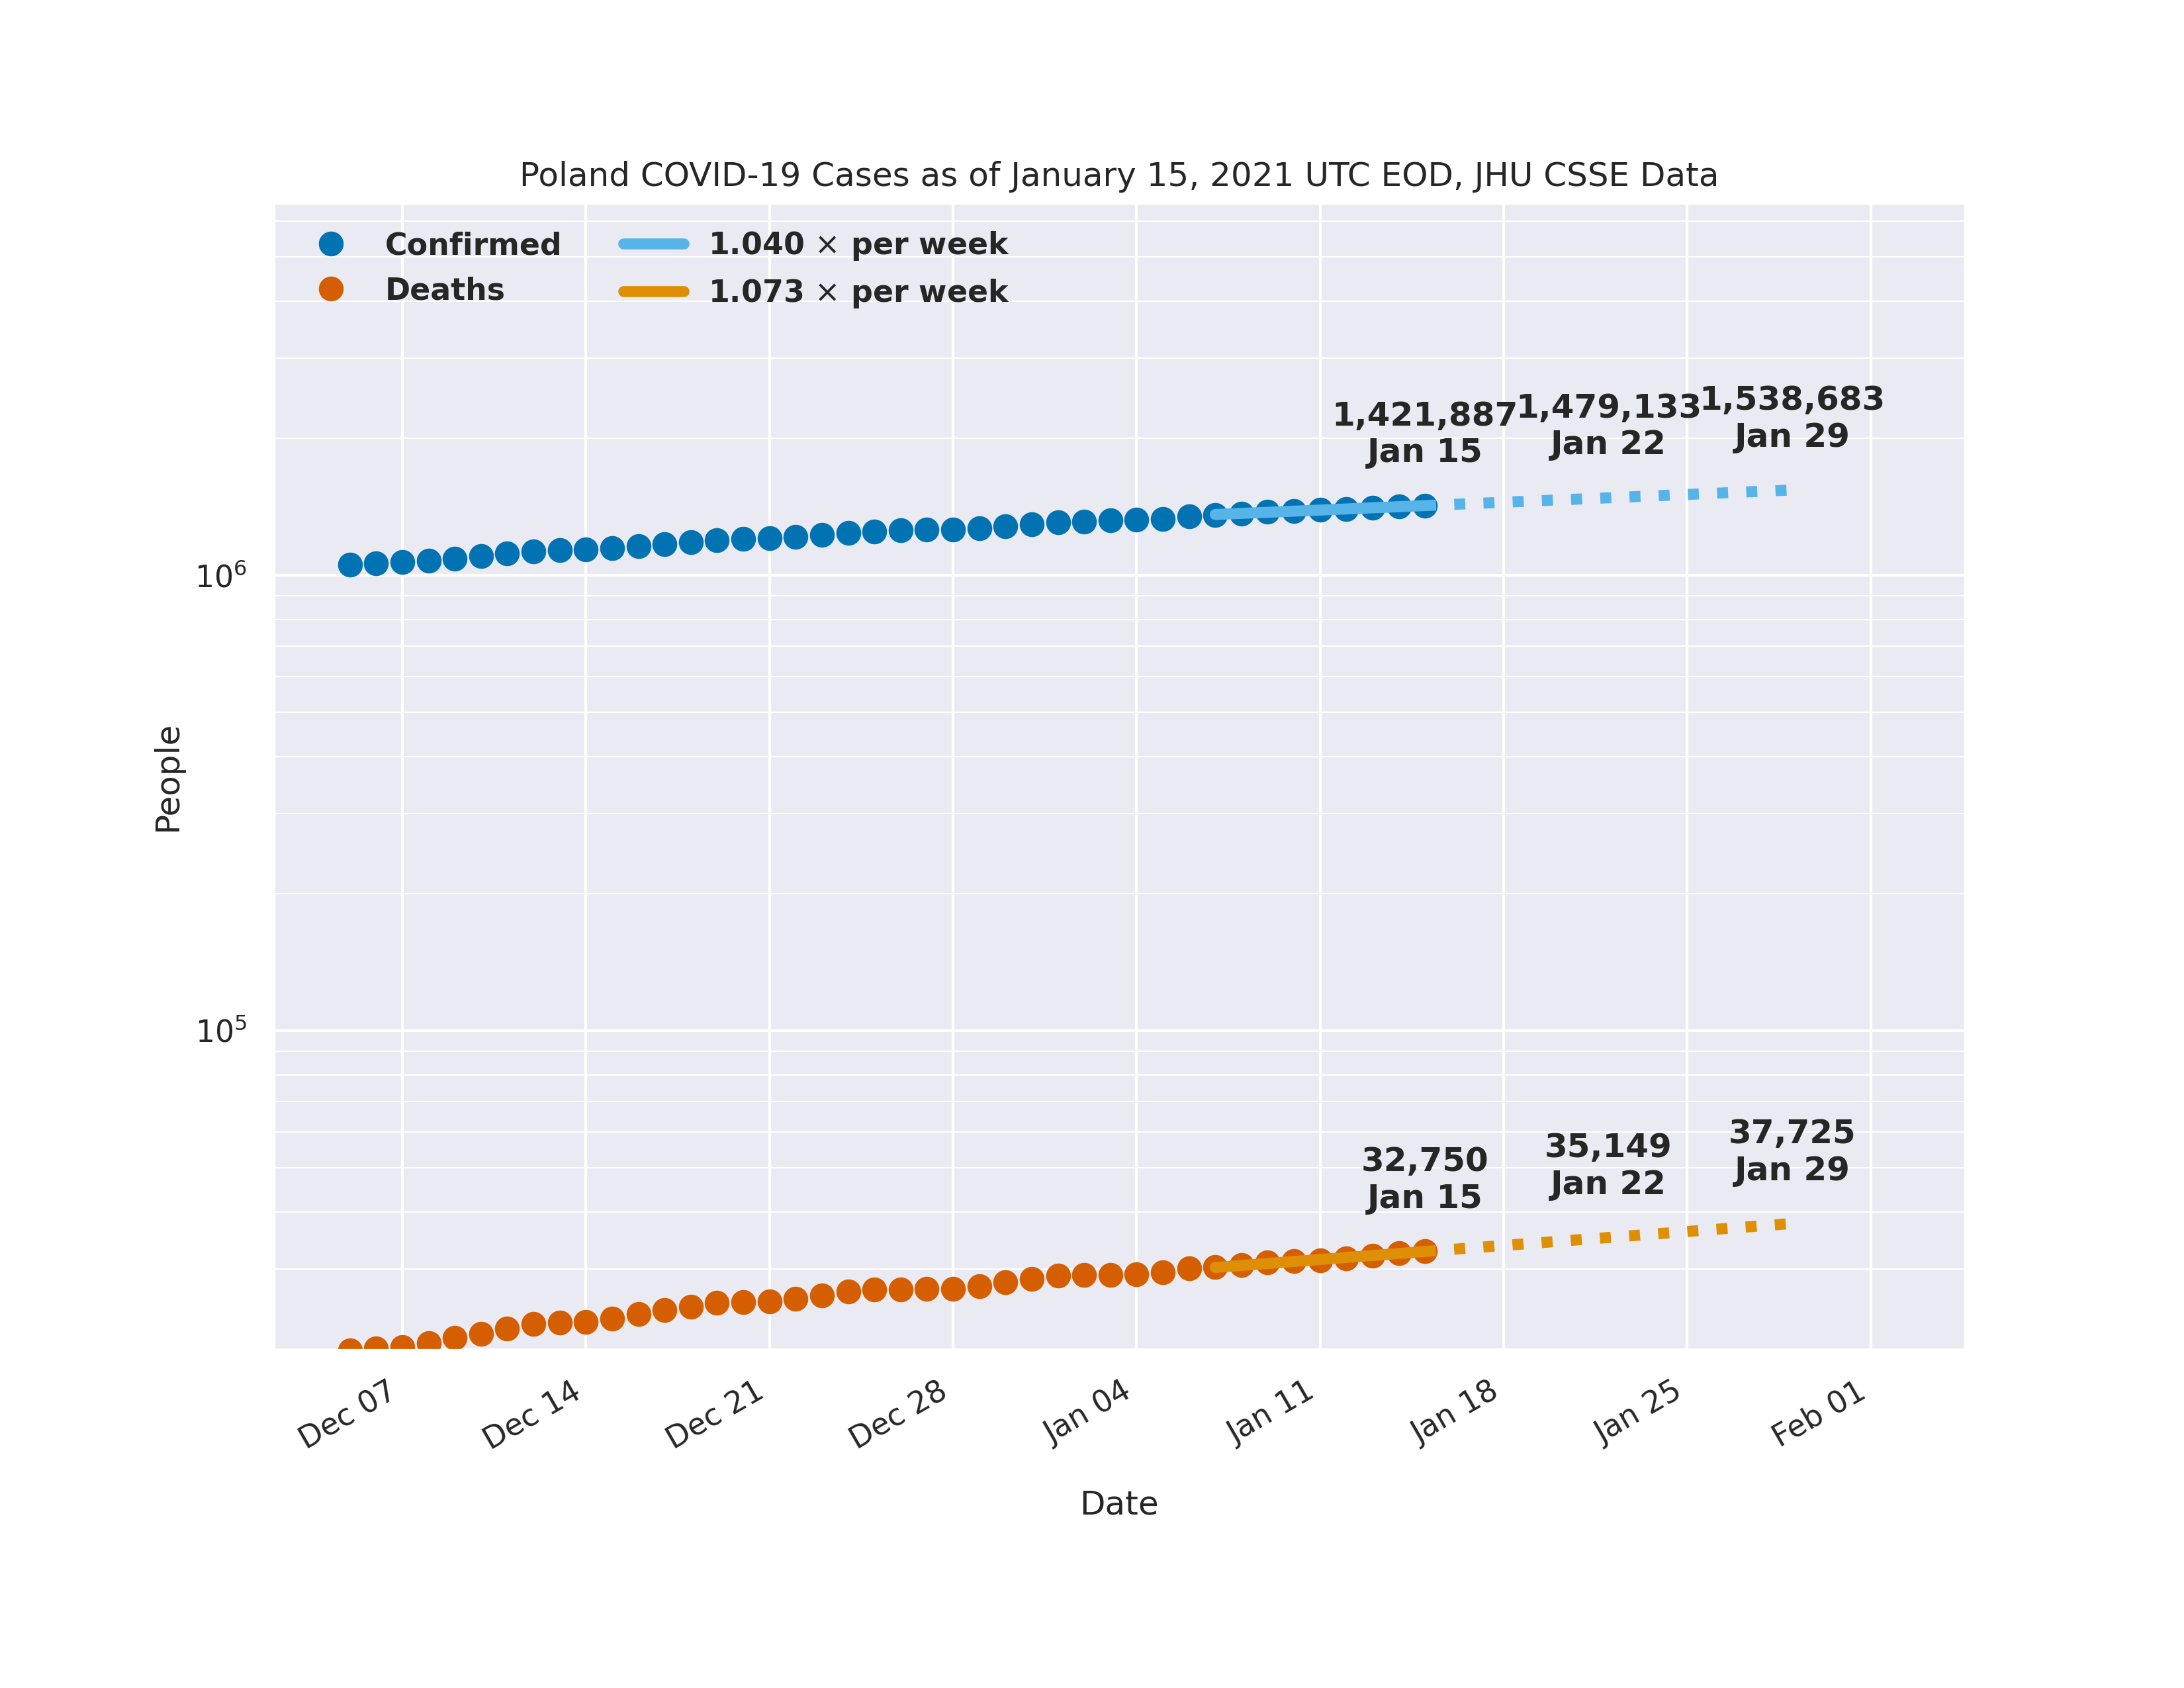 Poland COVID-19 Cases as of January 15, 2021 UTC EOD, JHU CSSE Data
Confirmed
Deaths
1.040 × per week
1.073 × per week
1,421,887
Jan 15
1,479,133
Jan 22
1,538,683
Jan 29
10⁶
People
10⁵
32,750
Jan 15
35,149
Jan 22
37,725
Jan 29
Dec 07
Dec 14
Dec 21
Dec 28
Jan 04
Jan 11
Jan 18
Jan 25
Feb 01
Date